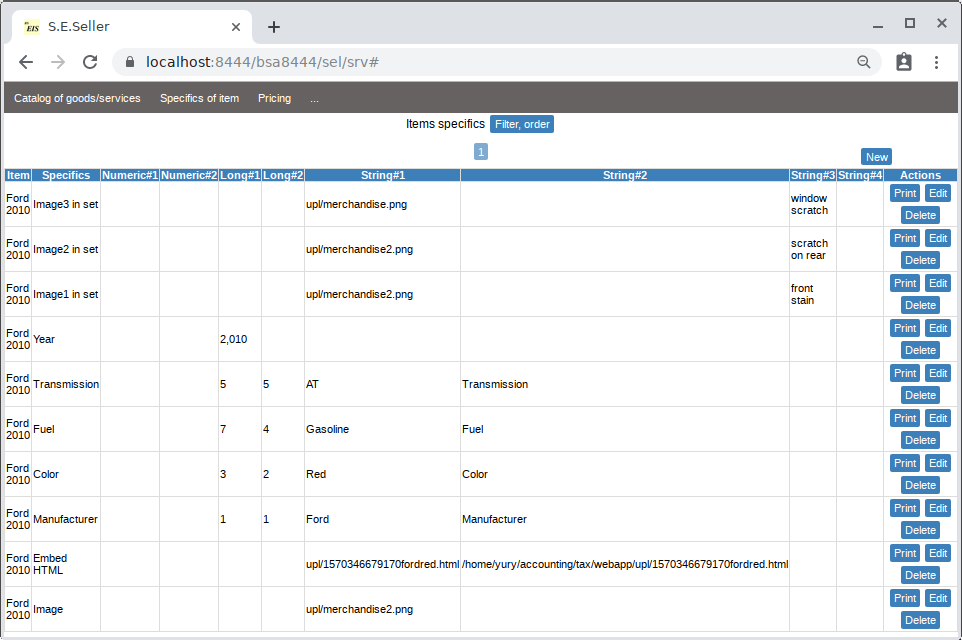 EIS S.E.Seller
localhost:8444/bsa8444/sel/srv#
Catalog of goods/services Specifics of item Pricing ...
Items specifics Filter, order
1
New
Item Specifics Numeric#1 Numeric#2 Long#1 Long#2 String#1 String#2 String#3 String#4 Actions
Ford 2010 Image3 in set upl/merchandise.png window scratch Print Edit Delete
Ford 2010 Image2 in set upl/merchandise2.png scratch on rear Print Edit Delete
Ford 2010 Image1 in set upl/merchandise2.png front stain Print Edit Delete
Ford 2010 Year 2,010 Print Edit Delete
Ford 2010 Transmission 5 5 AT Transmission Print Edit Delete
Ford 2010 Fuel 7 4 Gasoline Fuel Print Edit Delete
Ford 2010 Color 3 2 Red Color Print Edit Delete
Ford 2010 Manufacturer 1 1 Ford Manufacturer Print Edit Delete
Ford 2010 Embed HTML upl/1570346679170fordred.html /home/yury/accounting/tax/webapp/upl/1570346679170fordred.html Print Edit Delete
Ford 2010 Image upl/merchandise2.png Print Edit Delete